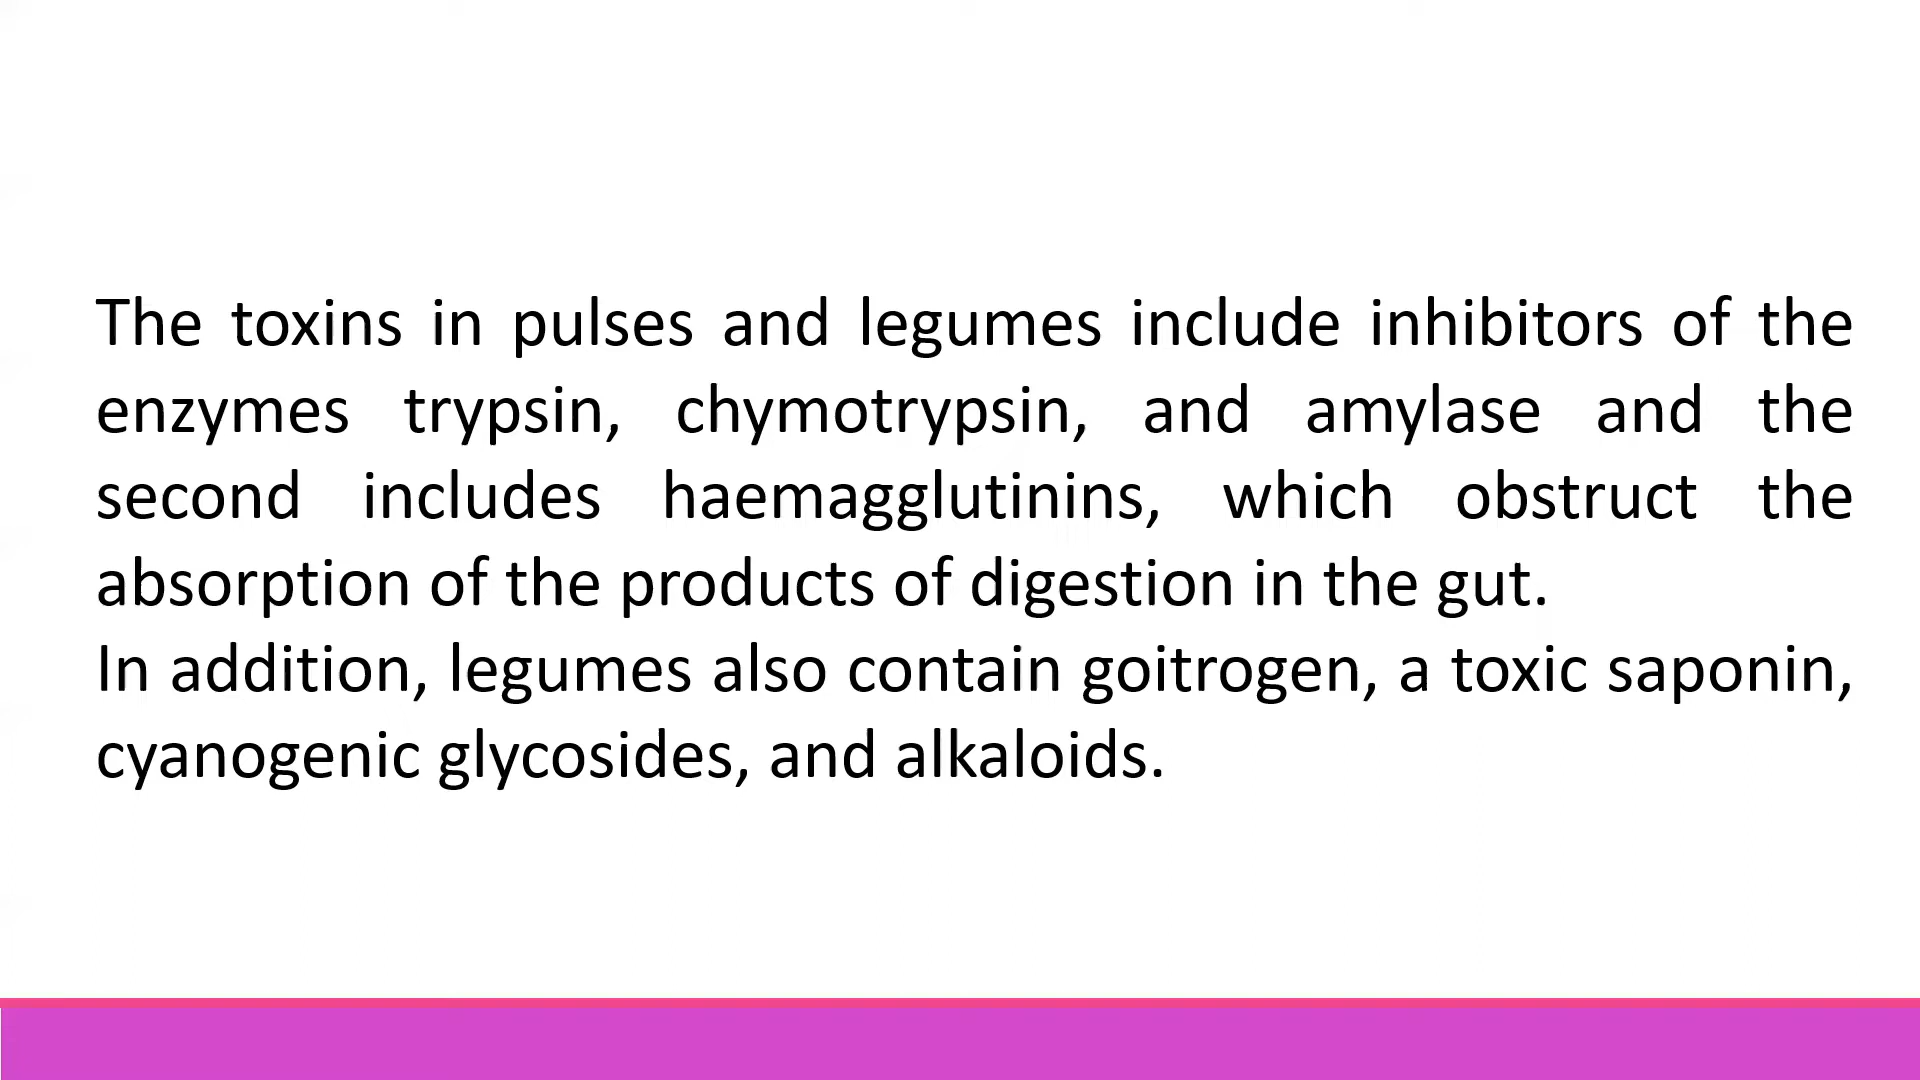 The toxins in pulses and legumes include inhibitors of the
enzymes trypsin, chymotrypsin, and amylase and the
second includes haemagglutinins, which obstruct the
absorption of the products of digestion in the gut.
In addition, legumes also contain goitrogen, a toxic saponin,
cyanogenic glycosides, and alkaloids.